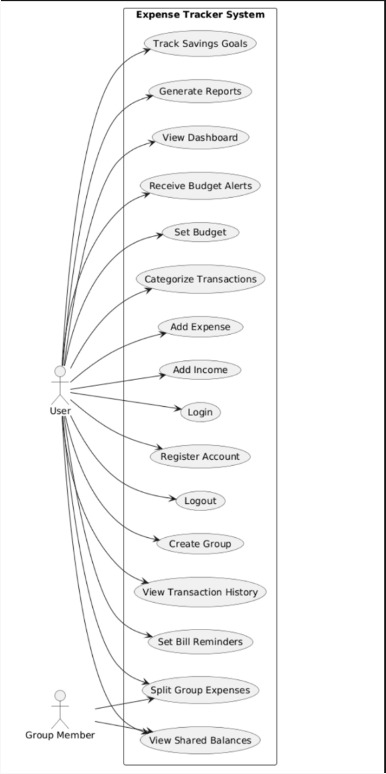 Expense Tracker System
Track Savings Goals
Generate Reports
View Dashboard
Receive Budget Alerts
Set Budget
Categorize Transactions
Add Expense
Add Income
User
Login
Register Account
Logout
Create Group
View Transaction History
Set Bill Reminders
Split Group Expenses
Group Member
View Shared Balances